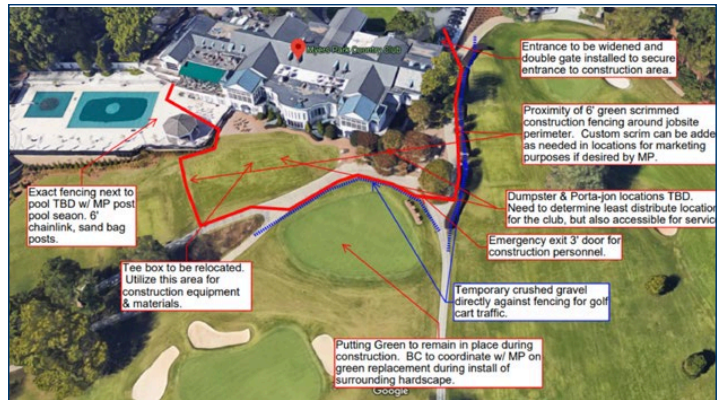 Myers Park Country Club
Entrance to be widened and
double gate installed to secure
entrance to construction area.
Proximity of 6' green scrimmed
construction fencing around jobsite
perimeter. Custom scrim can be adde
as needed in locations for marketing
purposes if desired by MP.
Exact fencing next to
pool TBD w/ MP post
pool seaon. 6'
chainlink, sand bag
posts.
Dumpster & Porta-jon locations TBD.
Need to determine least distribute location
for the club, but also accessible for servic
Emergency exit 3' door for
construction personnel.
Tee box to be relocated.
Utilize this area for
construction equipment
& materials.
Temporary crushed gravel
directly against fencing for golf
cart traffic.
Putting Green to remain in place during
construction. BC to coordinate w/ MP on
green replacement during install of
surrounding hardscape.
Google